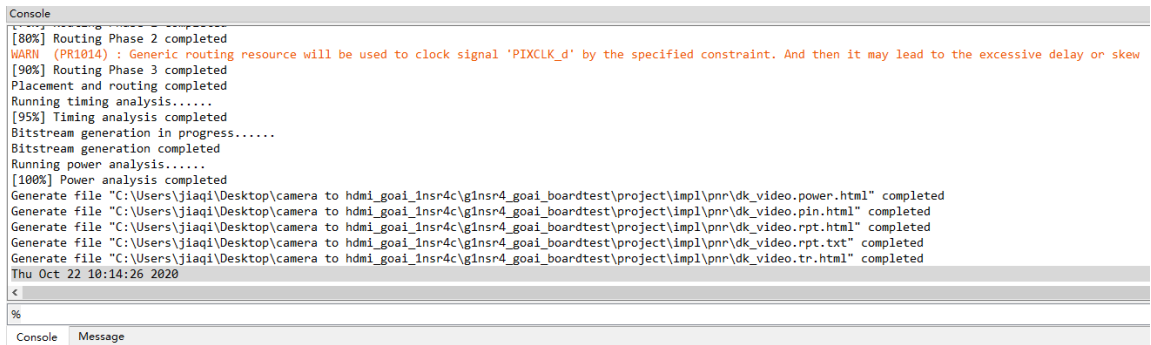 Console
[80%] Routing Phase 2 completed
WARN  (PR1014) : Generic routing resource will be used to clock signal 'PIXCLK_d' by the specified constraint. And then it may lead to the excessive delay or skew
[90%] Routing Phase 3 completed
Placement and routing completed
Running timing analysis......
[95%] Timing analysis completed
Bitstream generation in progress......
Bitstream generation completed
Running power analysis......
[100%] Power analysis completed
Generate file "C:\Users\jiaqi\Desktop\camera to hdmi_goai_1nsr4c\g1nsr4_goai_boardtest\project\impl\pnr\dk_video.power.html" completed
Generate file "C:\Users\jiaqi\Desktop\camera to hdmi_goai_1nsr4c\g1nsr4_goai_boardtest\project\impl\pnr\dk_video.pin.html" completed
Generate file "C:\Users\jiaqi\Desktop\camera to hdmi_goai_1nsr4c\g1nsr4_goai_boardtest\project\impl\pnr\dk_video.rpt.html" completed
Generate file "C:\Users\jiaqi\Desktop\camera to hdmi_goai_1nsr4c\g1nsr4_goai_boardtest\project\impl\pnr\dk_video.rpt.txt" completed
Generate file "C:\Users\jiaqi\Desktop\camera to hdmi_goai_1nsr4c\g1nsr4_goai_boardtest\project\impl\pnr\dk_video.tr.html" completed
Thu Oct 22 10:14:26 2020
%
Console Message